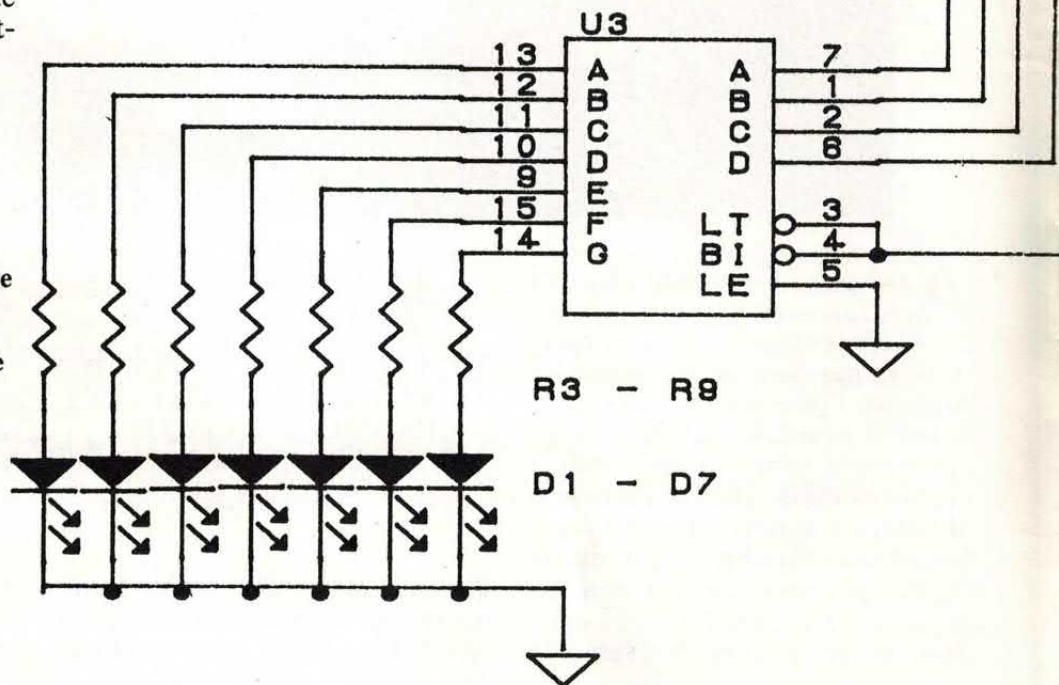 t-
U3
13 A A 7
12 B B 1
11 C C 2
10 D D 6
9 E
15 F LT 3
14 G BI 4
LE 5
e
e
R3 - R9
D1 - D7